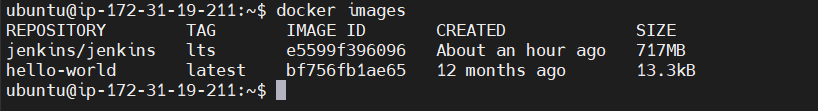 ubuntu@ip-172-31-19-211:~$ docker images
REPOSITORY TAG IMAGE ID CREATED SIZE
jenkins/jenkins lts e5599f396096 About an hour ago 717MB
hello-world latest bf756fb1ae65 12 months ago 13.3kB
ubuntu@ip-172-31-19-211:~$